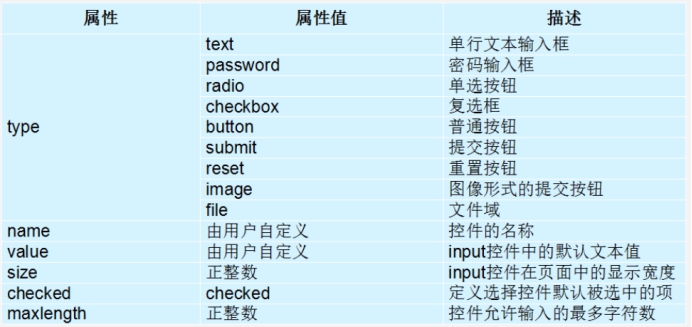 属性 属性值 描述
text 单行文本输入框
password 密码输入框
radio 单选按钮
checkbox 复选框
type button 普通按钮
submit 提交按钮
reset 重置按钮
image 图像形式的提交按钮
file 文件域
name 由用户自定义 控件的名称
value 由用户自定义 input控件中的默认文本值
size 正整数 input控件在页面中的显示宽度
checked checked 定义选择控件默认被选中的项
maxlength 正整数 控件允许输入的最多字符数